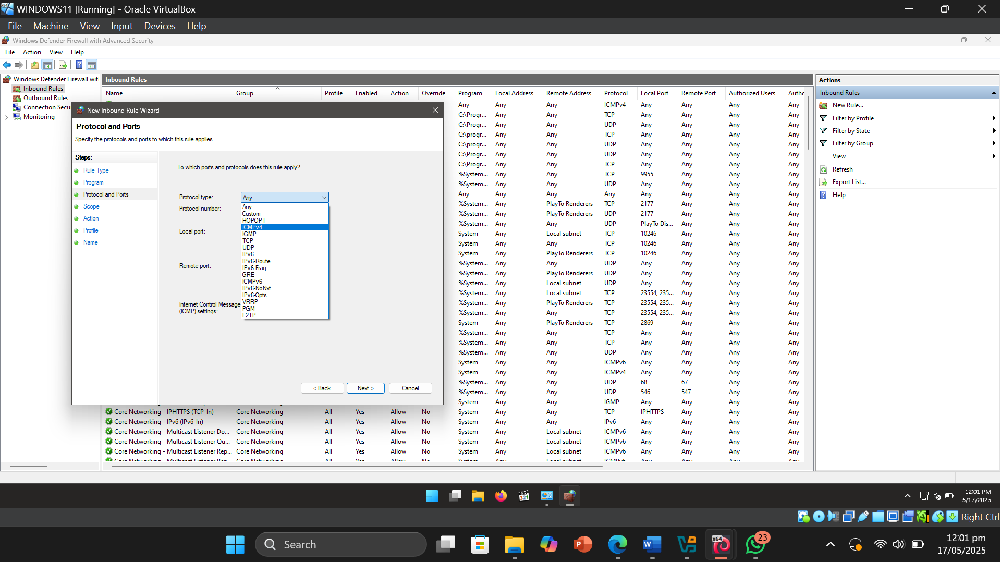 WINDOWS11 [Running] - Oracle VirtualBox
File Machine View Input Devices Help
Windows Defender Firewall with Advanced Security
File Action View Help
Windows Defender Firewall with
Inbound Rules
Outbound Rules
Connection Secur
Monitoring
Inbound Rules
Name Group Profile Enabled Action Override Program Local Address Remote Address Protocol Local Port Remote Port Authorized Users Autho
Any Any Any ICMPv4 Any Any Any Any
C:\Progr... Any Any TCP Any Any Any Any
C:\Progr... Any Any UDP Any Any Any Any
C:\progr... Any Any TCP Any Any Any Any
C:\progr... Any Any UDP Any Any Any Any
C:\Progr... Any Any UDP Any Any Any Any
C:\Progr... Any Any TCP Any Any Any Any
%System... Any Any TCP 9955 Any Any Any
%System... Any Any UDP Any Any Any Any
Any Any Any Any Any Any Any Any
%System... Any PlayTo Renderers TCP 2177 Any Any Any
%System... Any PlayTo Renderers UDP 2177 Any Any Any
%System... Any Any UDP PlayTo Dis... Any Any Any
System Any Local subnet TCP 10246 Any Any Any
System Any Any TCP 10246 Any Any Any
System Any PlayTo Renderers TCP 10246 Any Any Any
%System... Any Any UDP Any Any Any Any
%System... Any PlayTo Renderers UDP Any Any Any Any
%System... Any Local subnet UDP Any Any Any Any
%System... Any Local subnet TCP 23554, 235... Any Any Any
%System... Any PlayTo Renderers TCP 23554, 235... Any Any Any
%System... Any Any TCP 23554, 235... Any Any Any
System Any PlayTo Renderers TCP 2869 Any Any Any
%System... Any Any TCP Any Any Any Any
%System... Any Any TCP Any Any Any Any
%System... Any Any UDP Any Any Any Any
System Any Any ICMPv6 Any Any Any Any
System Any Any ICMPv4 Any Any Any Any
%System... Any Any UDP 68 67 Any Any
%System... Any Any UDP 546 547 Any Any
System Any Any IGMP Any Any Any Any
Core Networking - IPHTTPS (TCP-In) Core Networking All Yes Allow No System Any Any TCP IPHTTPS Any Any Any
Core Networking - IPv6 (IPv6-In) Core Networking All Yes Allow No System Any Any IPv6 Any Any Any Any
Core Networking - Multicast Listener Do... Core Networking All Yes Allow No System Any Local subnet ICMPv6 Any Any Any Any
Core Networking - Multicast Listener Qu... Core Networking All Yes Allow No System Any Local subnet ICMPv6 Any Any Any Any
Core Networking - Multicast Listener Rep... Core Networking All Yes Allow No System Any Local subnet ICMPv6 Any Any Any Any
Core Networking - Multicast Listener Rep... Core Networking All Yes Allow No System Any Local subnet ICMPv6 Any Any Any Any
New Inbound Rule Wizard
Protocol and Ports
Specify the protocols and ports to which this rule applies.
Steps:
Rule Type
Program
Protocol and Ports
Scope
Action
Profile
Name
To which ports and protocols does this rule apply?
Protocol type: Any
Protocol number:
Local port:
Remote port:
Internet Control Message
(ICMP) settings:
Any
Custom
HOPOPT
ICMPv4
IGMP
TCP
UDP
IPv6
IPv6-Route
IPv6-Frag
GRE
ICMPv6
IPv6-NoNxt
IPv6-Opts
VRRP
PGM
L2TP
< Back Next > Cancel
Actions
Inbound Rules
New Rule...
Filter by Profile
Filter by State
Filter by Group
View
Refresh
Export List...
Help
321
12:01 PM
5/17/2025
Right Ctrl
Search
x64
23
12:01 pm
17/05/2025